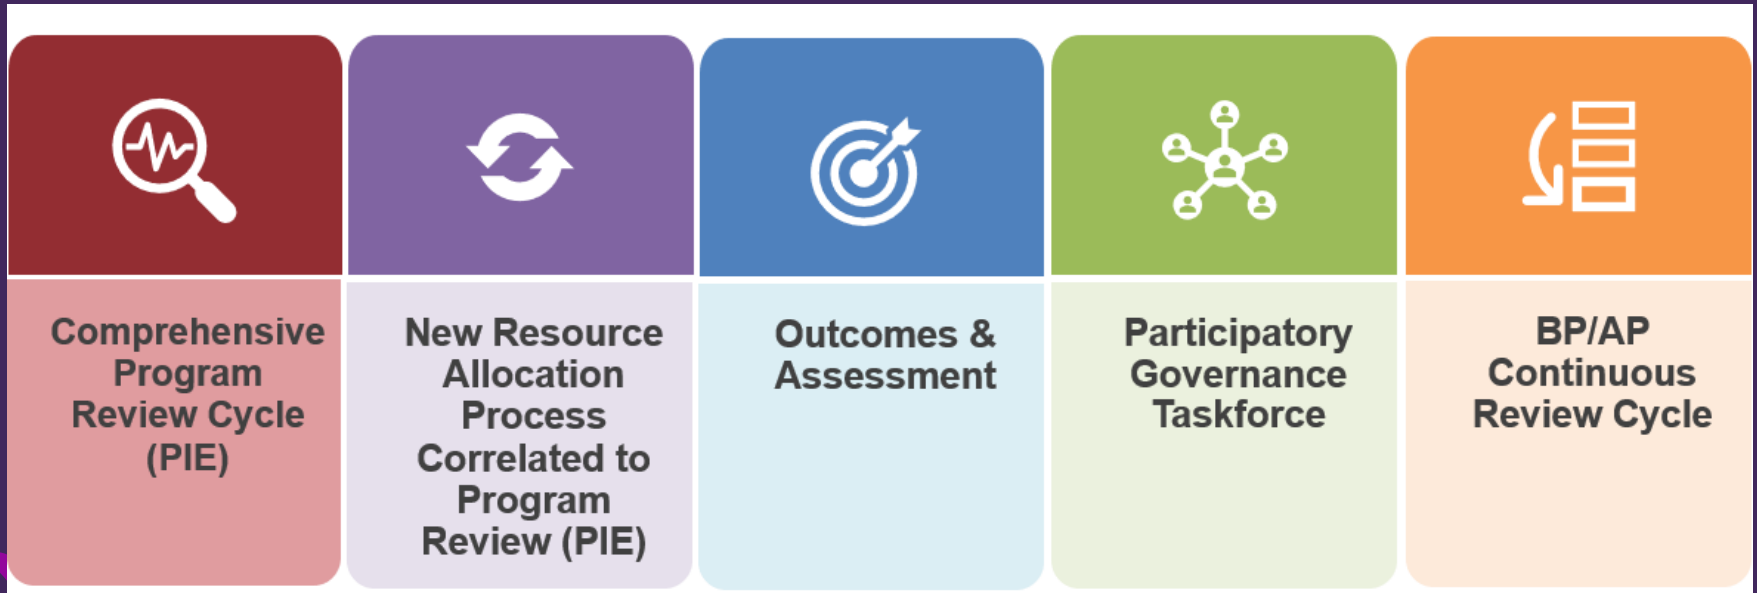 Comprehensive
Program
Review Cycle
(PIE)
New Resource
Allocation
Process
Correlated to
Program
Review (PIE)
Outcomes &
Assessment
Participatory
Governance
Taskforce
BP/AP
Continuous
Review Cycle